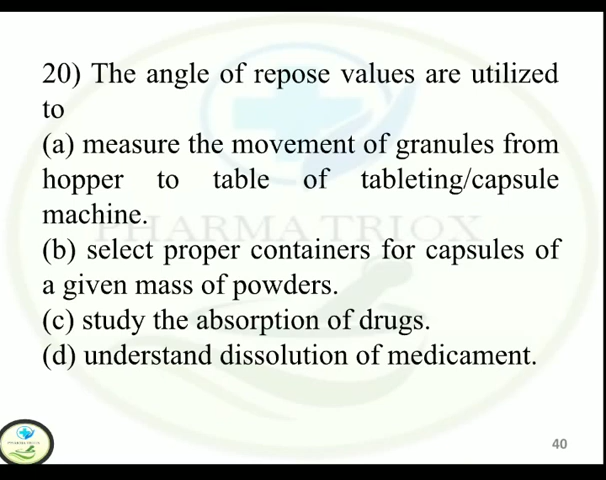 20) The angle of repose values are utilized
to
(a) measure the movement of granules from
hopper to table of tableting/capsule
machine.
PHARMA TRIOX
(b) select proper containers for capsules of
a given mass of powders.
(c) study the absorption of drugs.
(d) understand dissolution of medicament.
40